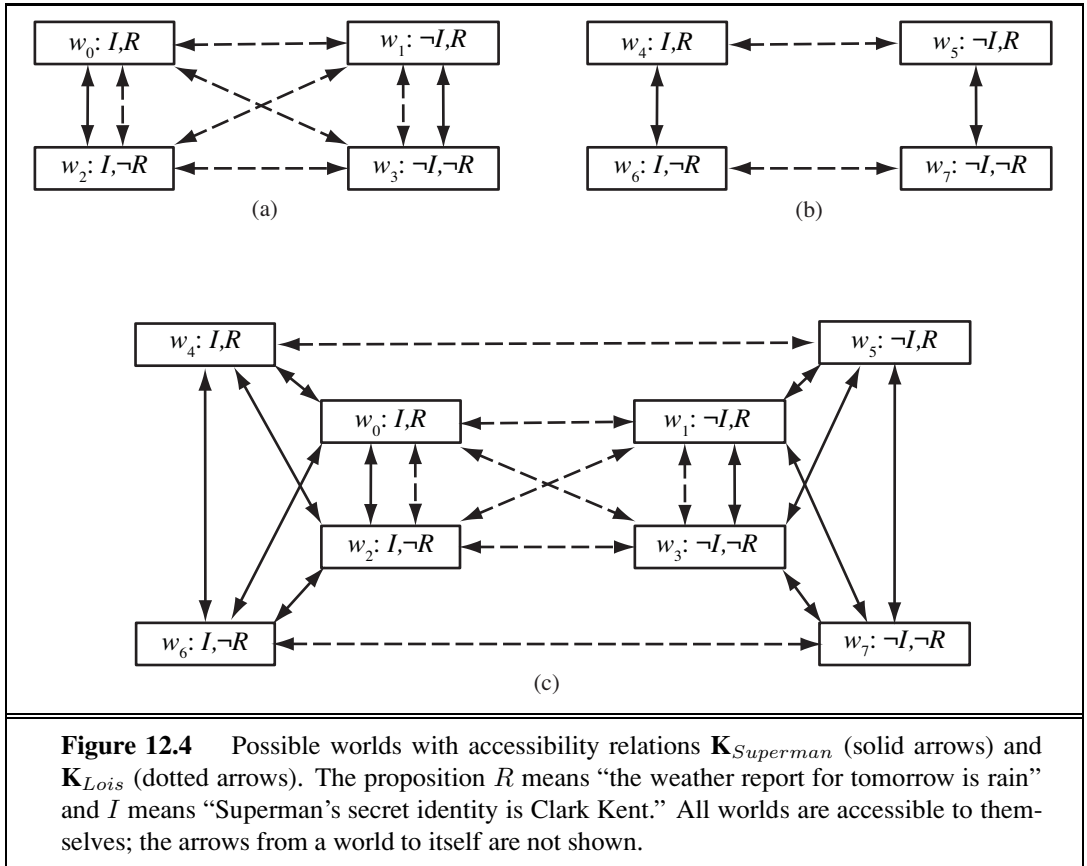 w₀: I,R
w₁: ¬I,R
w₂: I,¬R
w₃: ¬I,¬R
(a)
w₄: I,R
w₅: ¬I,R
w₆: I,¬R
w₇: ¬I,¬R
(b)
w₄: I,R
w₅: ¬I,R
w₀: I,R
w₁: ¬I,R
w₂: I,¬R
w₃: ¬I,¬R
w₆: I,¬R
w₇: ¬I,¬R
(c)
Figure 12.4 Possible worlds with accessibility relations K_Superman (solid arrows) and
K_Lois (dotted arrows). The proposition R means “the weather report for tomorrow is rain”
and I means “Superman’s secret identity is Clark Kent.” All worlds are accessible to them-
selves; the arrows from a world to itself are not shown.